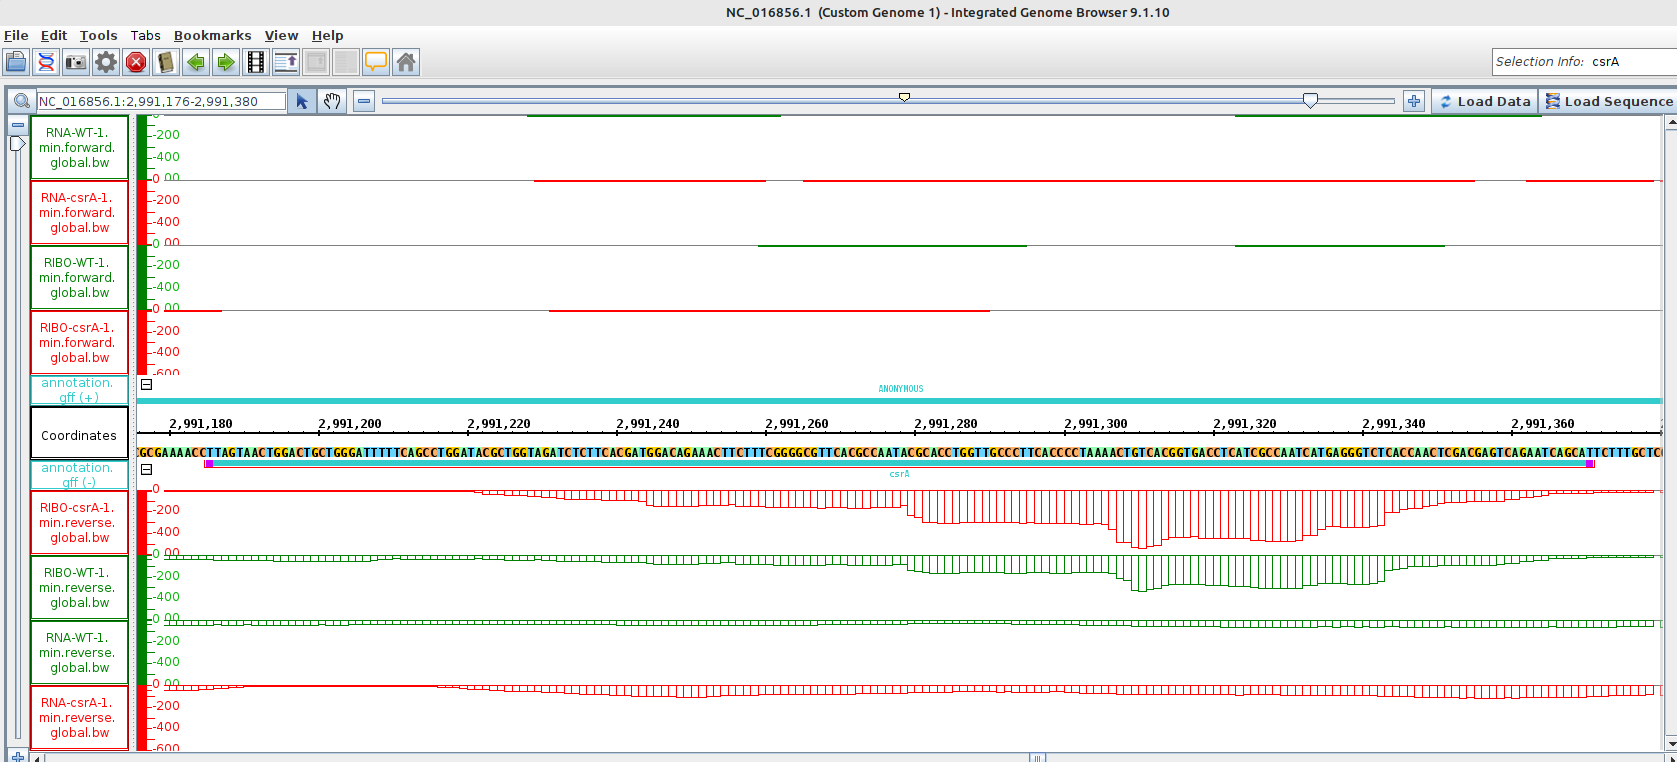 NC_016856.1 (Custom Genome 1) - Integrated Genome Browser 9.1.10
File Edit Tools Tabs Bookmarks View Help
Selection Info: csrA
NC_016856.1:2,991,176-2,991,380
Load Data
Load Sequence
RNA-WT-1.
min.forward.
global.bw
-200
-400
RNA-csrA-1.
min.forward.
global.bw
0
-200
-400
RIBO-WT-1.
min.forward.
global.bw
0
-200
-400
RIBO-csrA-1.
min.forward.
global.bw
0
-200
-400
-600
annotation.
gff (+)
ANONYMOUS
Coordinates
2,991,180 2,991,200 2,991,220 2,991,240 2,991,260 2,991,280 2,991,300 2,991,320 2,991,340 2,991,360
GCGAAAACCTTAGTAACTGGACTGCTGGGATTTTTCAGCCTGGATACGCTGGTAGATCTCTTCACGATGGACAGAAACTTCTTTCGGGGCGTTCACGCCAATACGCACCTGGTTGCCCTTCACCCCTAAAACTGTCACGGTGACCTCATCGCCAATCATGAGGGTCTCACCAACTCGACGAGTCAGAATCAGCATTCTTTGCTC
annotation.
gff (-)
csrA
RIBO-csrA-1.
min.reverse.
global.bw
0
-200
-400
RIBO-WT-1.
min.reverse.
global.bw
0
-200
-400
RNA-WT-1.
min.reverse.
global.bw
0
-200
-400
RNA-csrA-1.
min.reverse.
global.bw
0
-200
-400
-600